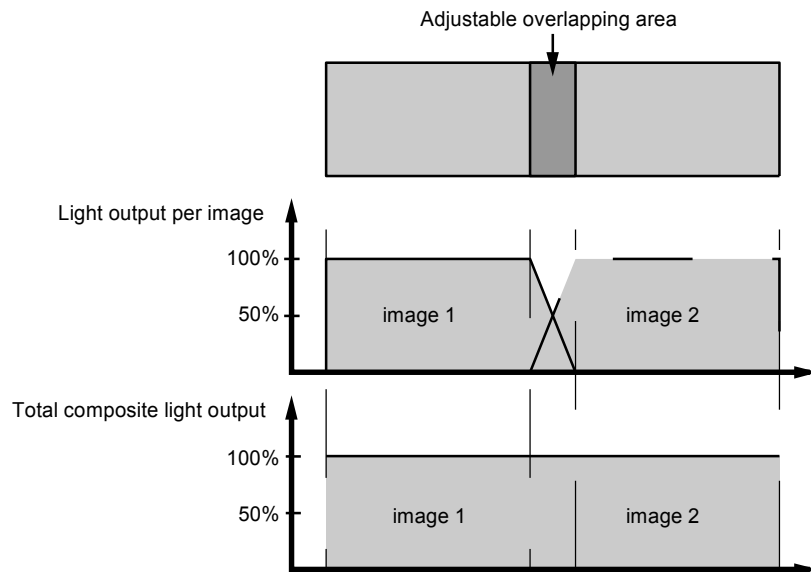 Adjustable overlapping area
Light output per image
100%
50%
image 1
image 2
Total composite light output
100%
50%
image 1
image 2